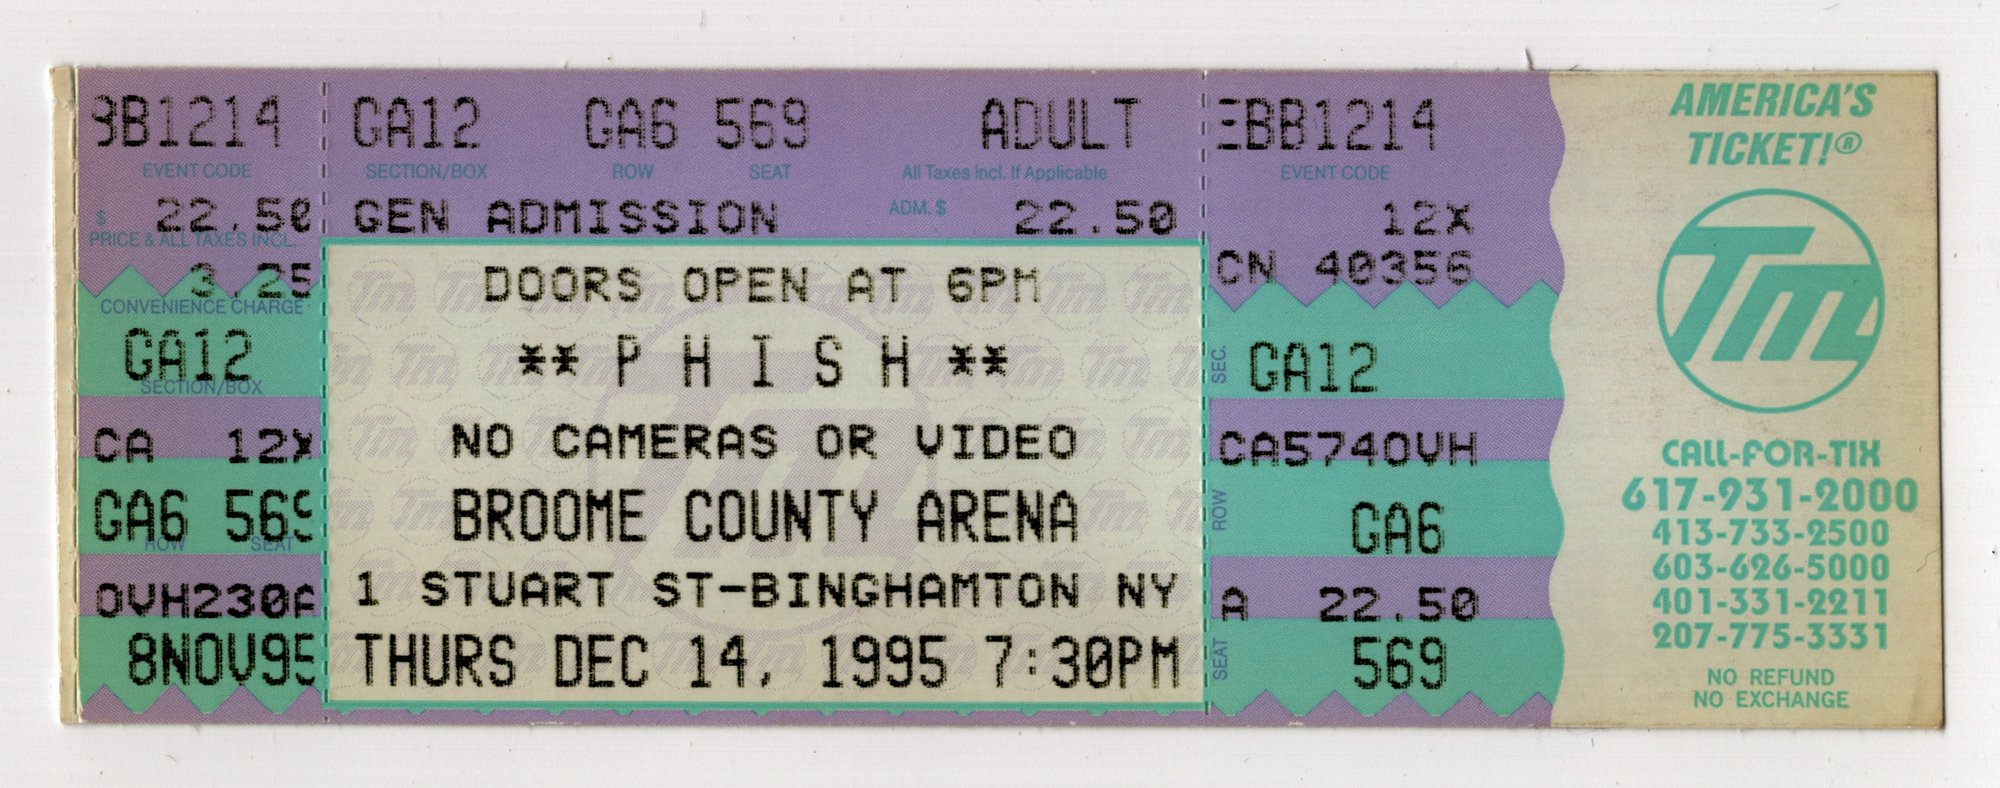 BB1214
EVENT CODE
$ 22.50
PRICE & ALL TAXES INCL.
3.25
CONVENIENCE CHARGE
GA12
SECTION/BOX
CA 12X
GA6 569
ROW SEAT
OVH230A
8NOV95
GA12 GA6 569 ADULT
SECTION/BOX ROW SEAT All Taxes Incl. If Applicable
GEN ADMISSION ADM. $ 22.50
DOORS OPEN AT 6PM
** P H I S H **
NO CAMERAS OR VIDEO
BROOME COUNTY ARENA
1 STUART ST-BINGHAMTON NY
THURS DEC 14, 1995 7:30PM
EBB1214
EVENT CODE
12X
CN 40356
SEC. GA12
CA574OVH
ROW GA6
A 22.50
SEAT 569
AMERICA'S
TICKET!®
TM
CALL-FOR-TIX
617-931-2000
413-733-2500
603-626-5000
401-331-2211
207-775-3331
NO REFUND
NO EXCHANGE